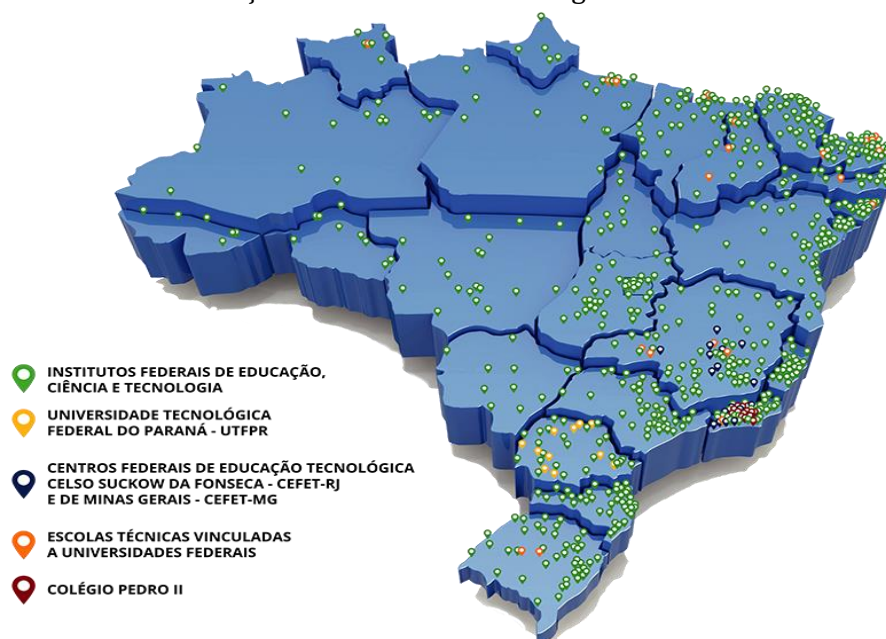 INSTITUTOS FEDERAIS DE EDUCAÇÃO,
CIÊNCIA E TECNOLOGIA
UNIVERSIDADE TECNOLÓGICA
FEDERAL DO PARANÁ - UTFPR
CENTROS FEDERAIS DE EDUCAÇÃO TECNOLÓGICA
CELSO SUCKOW DA FONSECA - CEFET-RJ
E DE MINAS GERAIS - CEFET-MG
ESCOLAS TÉCNICAS VINCULADAS
A UNIVERSIDADES FEDERAIS
COLÉGIO PEDRO II